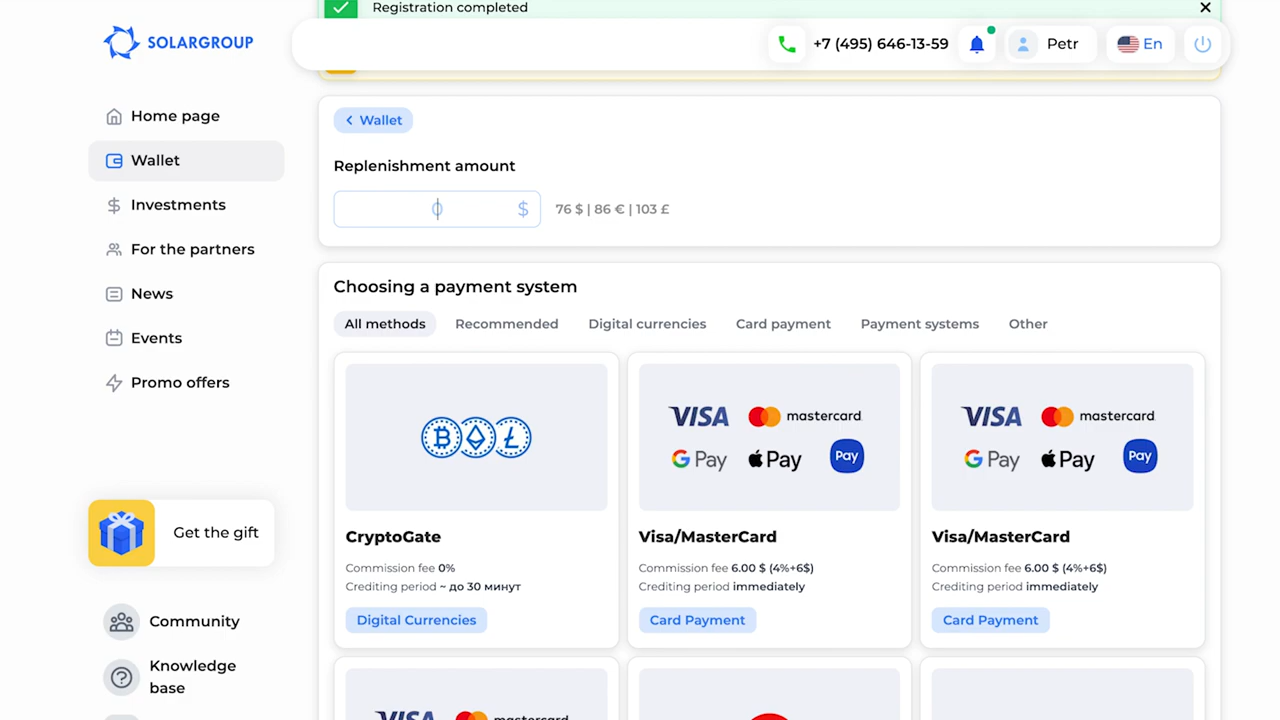 Registration completed
SOLARGROUP
+7 (495) 646-13-59
Petr
En
Home page
Wallet
Investments
For the partners
News
Events
Promo offers
Get the gift
Community
Knowledge
base
Wallet
Replenishment amount
0 $
76 $ | 86 € | 103 £
Choosing a payment system
All methods Recommended Digital currencies Card payment Payment systems Other
CryptoGate
Commission fee 0%
Crediting period ~ до 30 минут
Digital Currencies
VISA mastercard
G Pay Pay Pay
Visa/MasterCard
Commission fee 6.00 $ (4%+6$)
Crediting period immediately
Card Payment
VISA mastercard
G Pay Pay Pay
Visa/MasterCard
Commission fee 6.00 $ (4%+6$)
Crediting period immediately
Card Payment
VISA mastercard